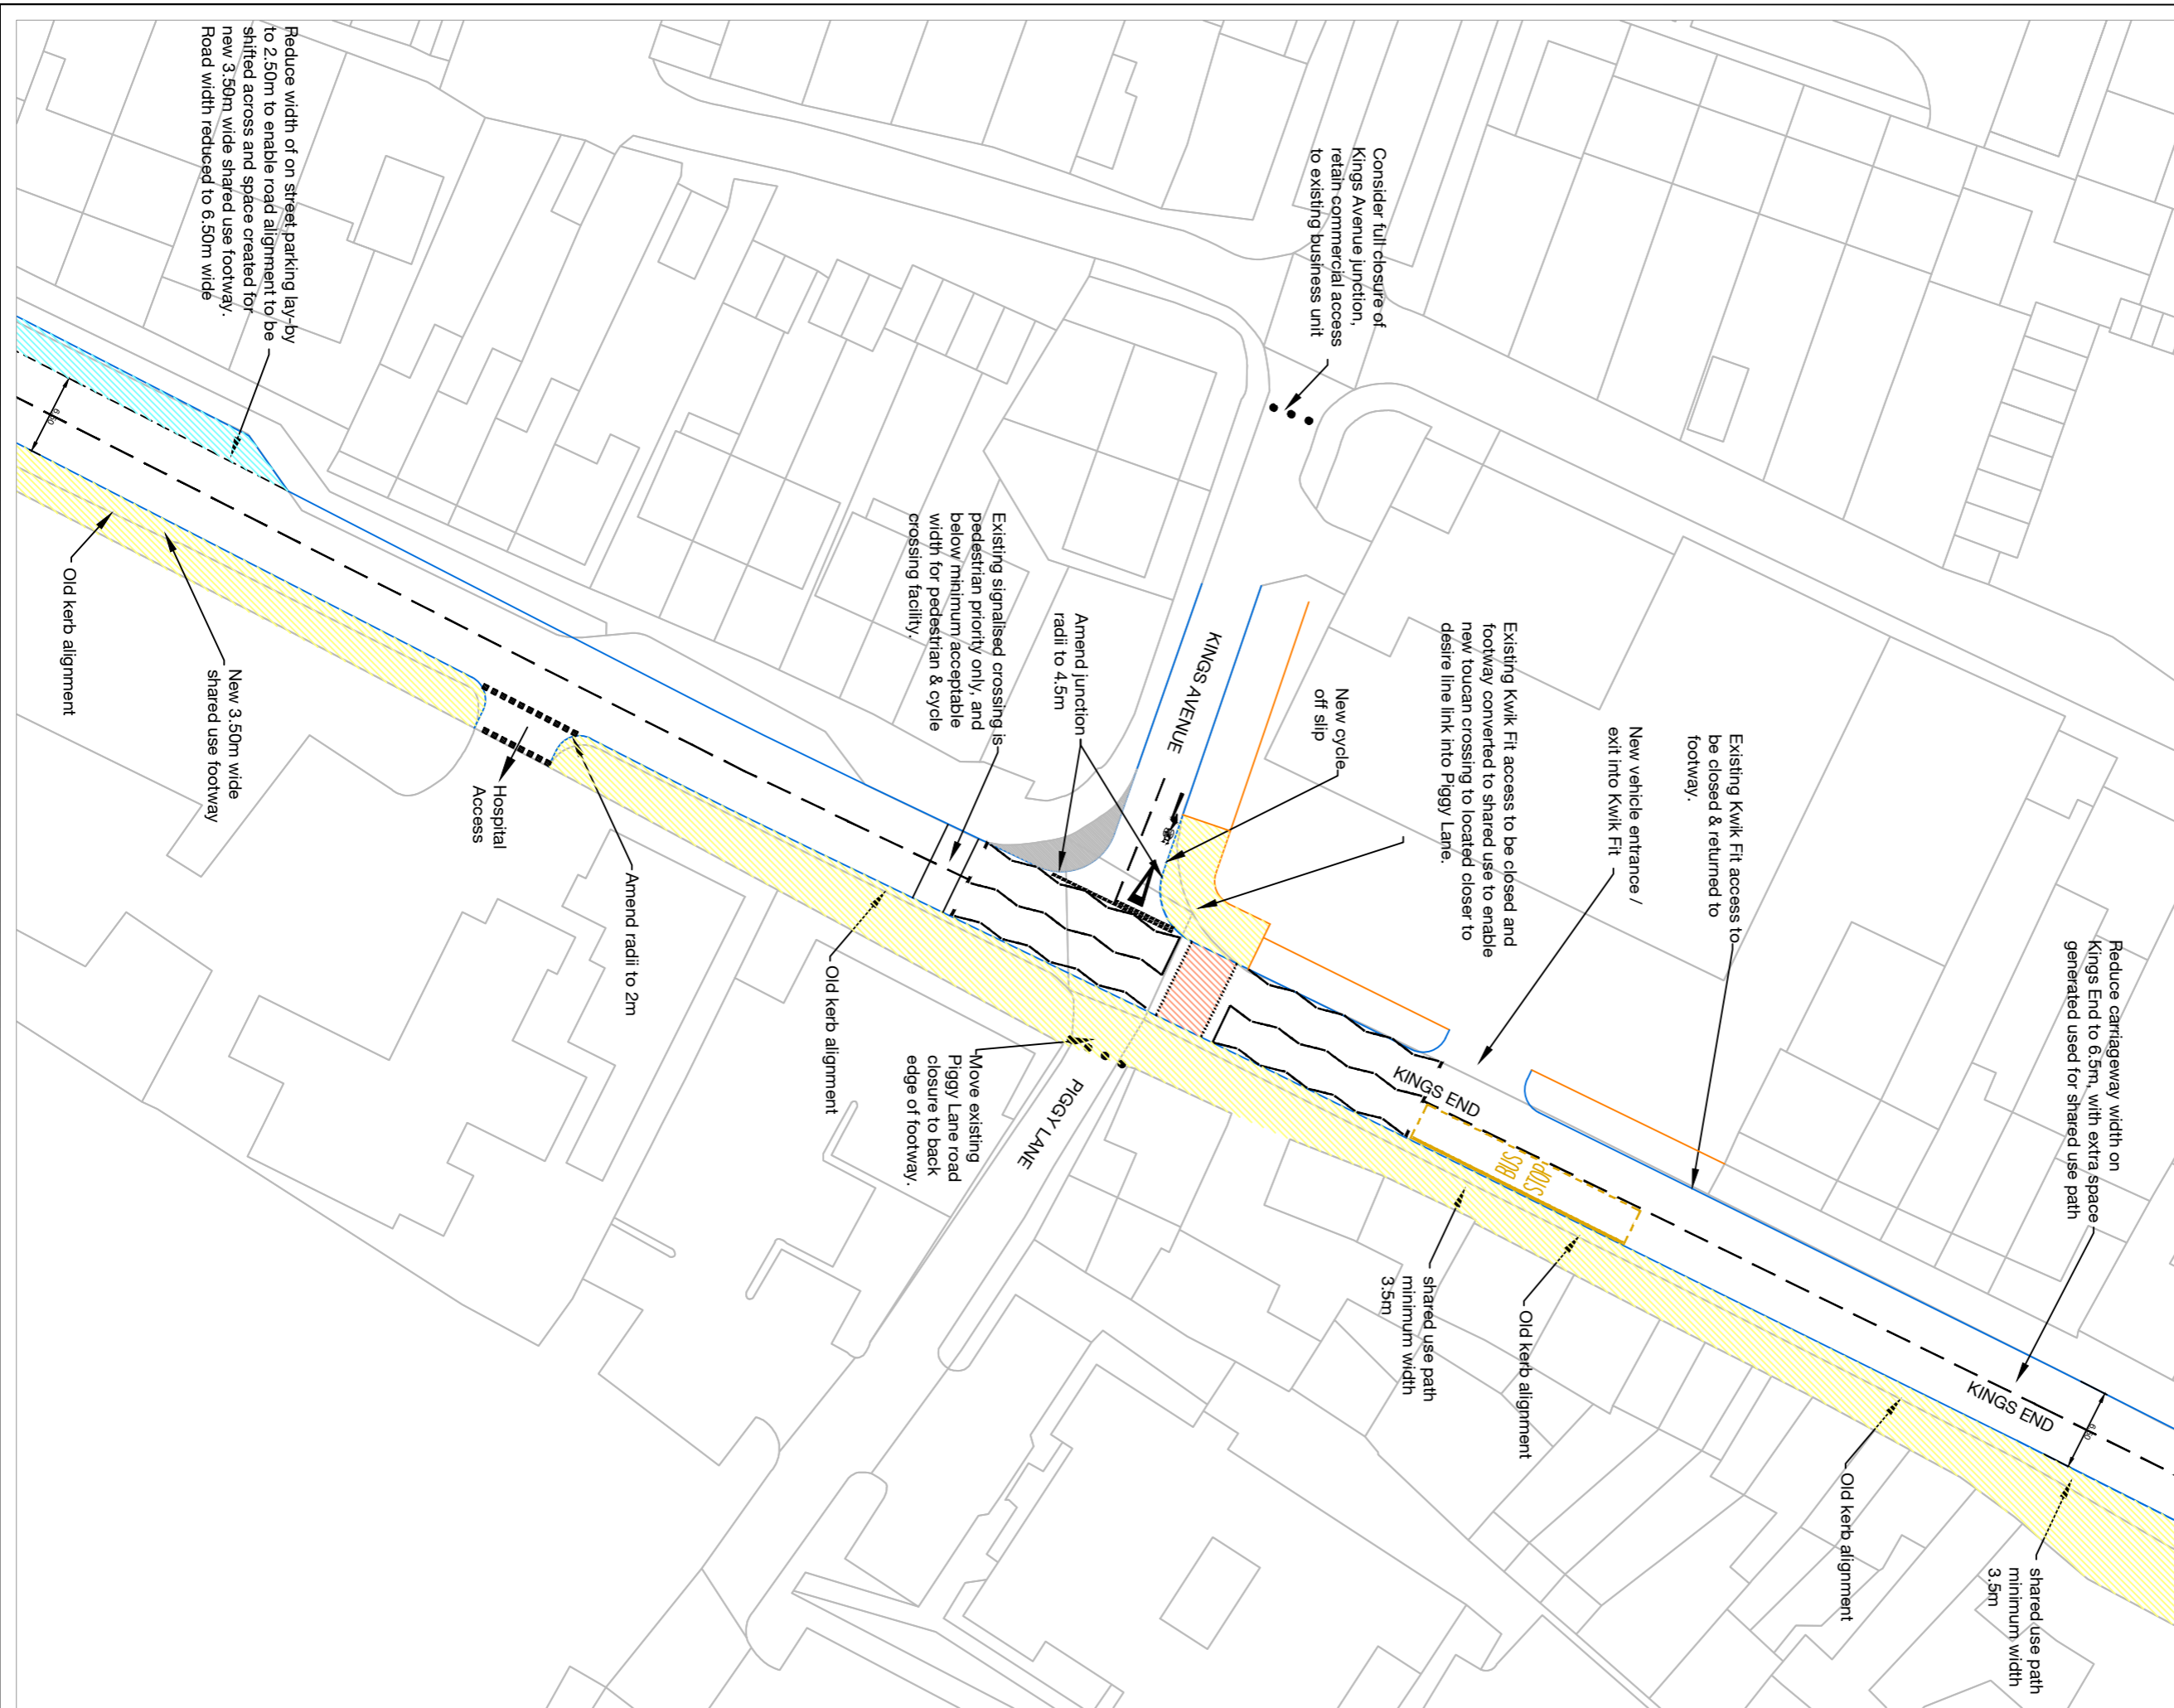 Reduce width of on street parking lay-by
to 2.50m to enable road alignment to be
shifted across and space created for
new 3.50m wide shared use footway.
Road width reduced to 6.50m wide
Consider full closure of
Kings Avenue junction,
retain commercial access
to existing business unit
Existing signalised crossing is
pedestrian priority only, and
below minimum acceptable
width for pedestrian & cycle
crossing facility.
Amend junction
radii to 4.5m
KINGS AVENUE
New cycle
off slip
Existing Kwik Fit access to be closed and
footway converted to shared use to enable
new toucan crossing to located closer to
desire line link into Piggy Lane.
New vehicle entrance /
exit into Kwik Fit
Existing Kwik Fit access to
be closed & returned to
footway.
Reduce carriageway width on
Kings End to 6.5m, with extra space
generated used for shared use path
Old kerb alignment
New 3.50m wide
shared use footway
Hospital
Access
Amend radii to 2m
Old kerb alignment
Move existing
Piggy Lane road
closure to back
edge of footway.
PIGGY LANE
KINGS END
BUS
STOP
shared use path
minimum width
3.5m
Old kerb alignment
KINGS END
Old kerb alignment
shared use path
minimum width
3.5m